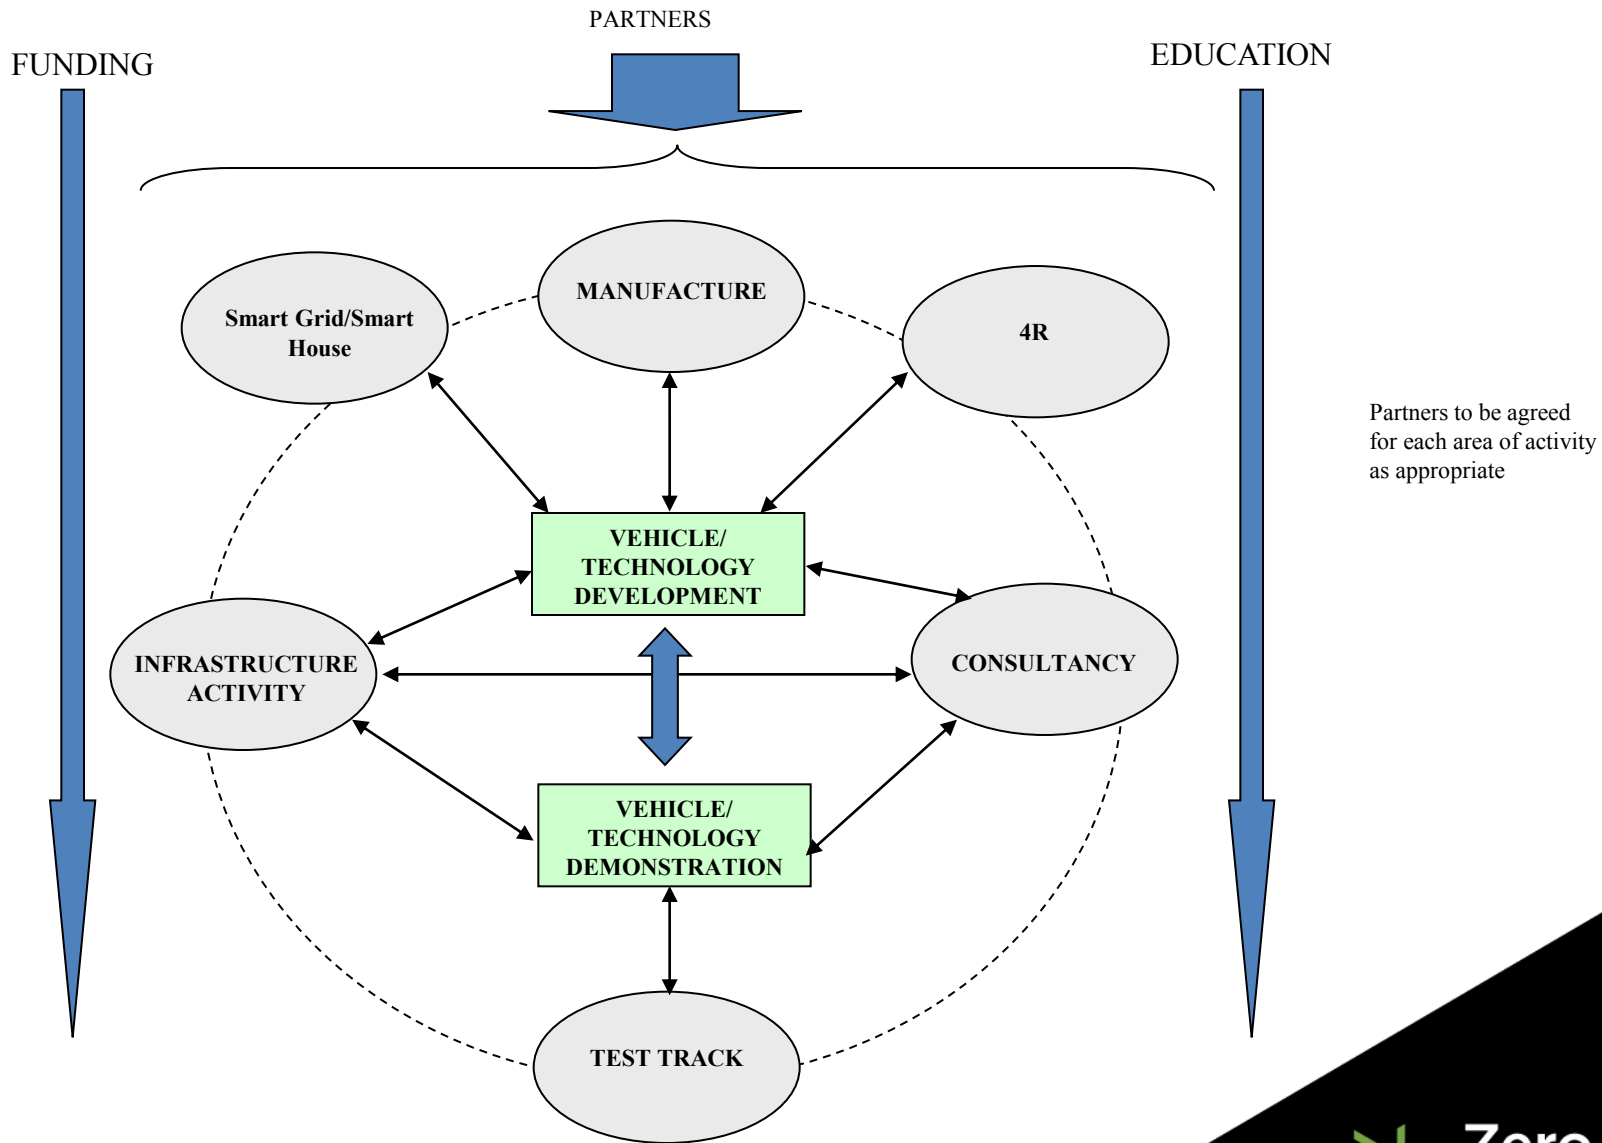 PARTNERS
FUNDING
EDUCATION
MANUFACTURE
Smart Grid/Smart
House
4R
Partners to be agreed
for each area of activity
as appropriate
VEHICLE/
TECHNOLOGY
DEVELOPMENT
INFRASTRUCTURE
ACTIVITY
CONSULTANCY
VEHICLE/
TECHNOLOGY
DEMONSTRATION
TEST TRACK
Zero